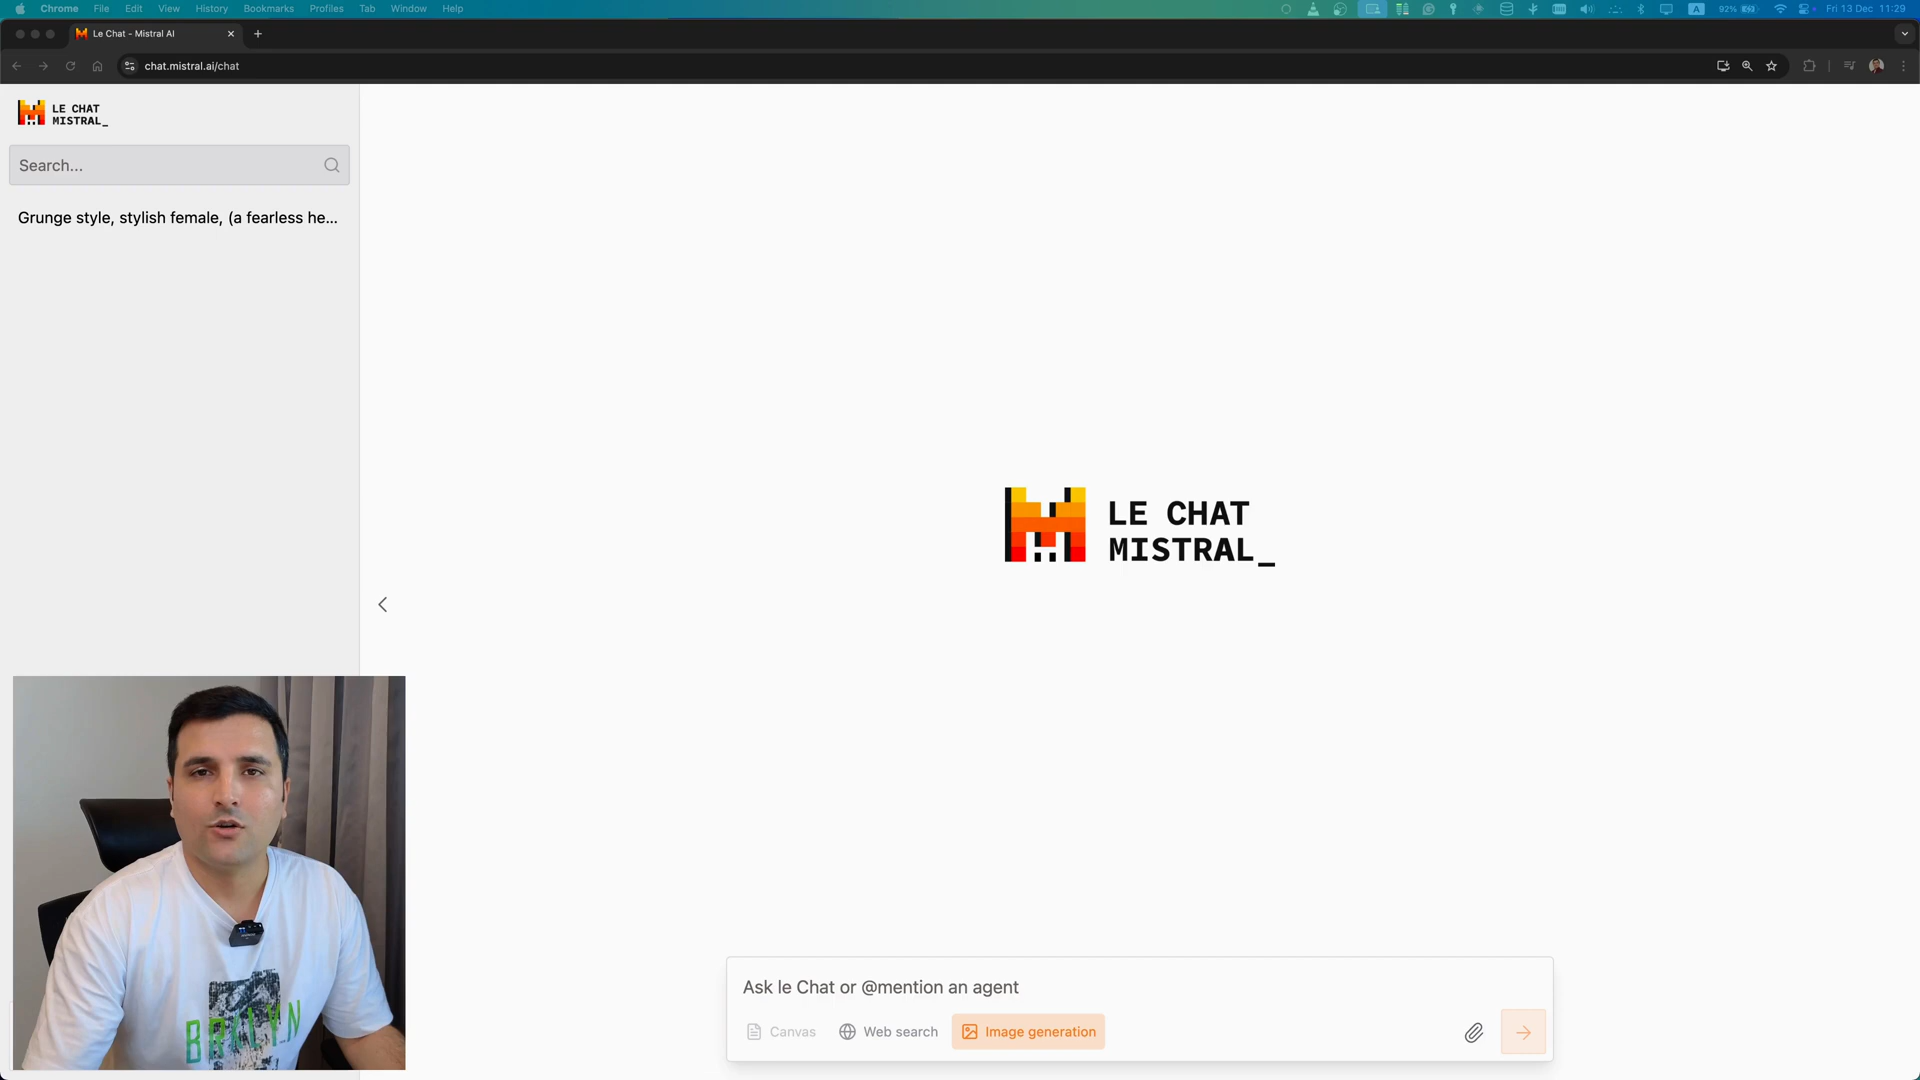 Chrome File Edit View History Bookmarks Profiles Tab Window Help
92%
Fri 13 Dec 11:29
Le Chat - Mistral AI
chat.mistral.ai/chat
LE CHAT
MISTRAL_
Search...
Grunge style, stylish female, (a fearless he...
LE CHAT
MISTRAL_
BRKLYN
Ask le Chat or @mention an agent
Canvas Web search Image generation